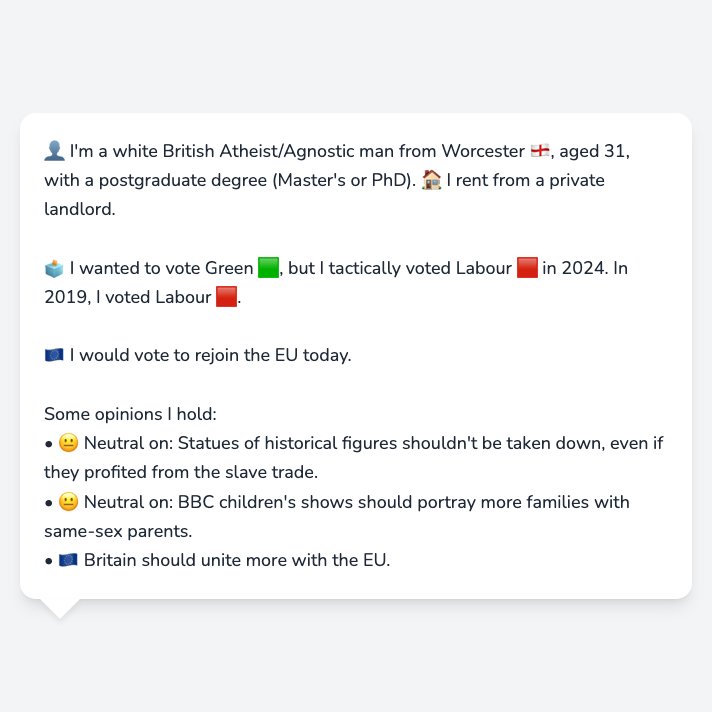 👤 I'm a white British Atheist/Agnostic man from Worcester 🏴󠁧󠁢󠁥󠁮󠁧󠁿, aged 31,
with a postgraduate degree (Master's or PhD). 🏠 I rent from a private
landlord.
🗳️ I wanted to vote Green 🟩, but I tactically voted Labour 🟥 in 2024. In
2019, I voted Labour 🟥.
🇪🇺 I would vote to rejoin the EU today.
Some opinions I hold:
• 😐 Neutral on: Statues of historical figures shouldn't be taken down, even if
they profited from the slave trade.
• 😐 Neutral on: BBC children's shows should portray more families with
same-sex parents.
• 🇪🇺 Britain should unite more with the EU.